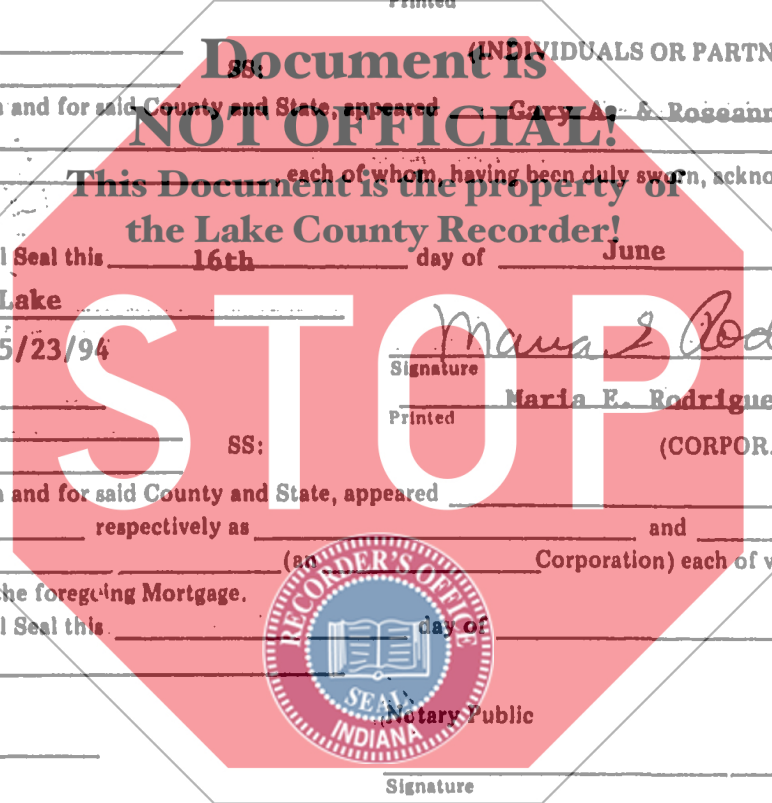 Printed
Document is
(INDIVIDUALS OR PARTN
SS:
and for said County and State, appeared Gary A. & Roseann
NOT OFFICIAL!
each of whom, having been duly sworn, ackno
This Document is the property of
the Lake County Recorder!
l Seal this 16th day of June
Lake
5/23/94
STOP
Maria E Rod
Signature
Maria E. Rodrigue
Printed
SS:
(CORPOR
and for said County and State, appeared
respectively as and
(an Corporation) each of w
the foregoing Mortgage.
l Seal this day of
RECORDER'S OFFICE
SEAL
INDIANA
Notary Public
Signature